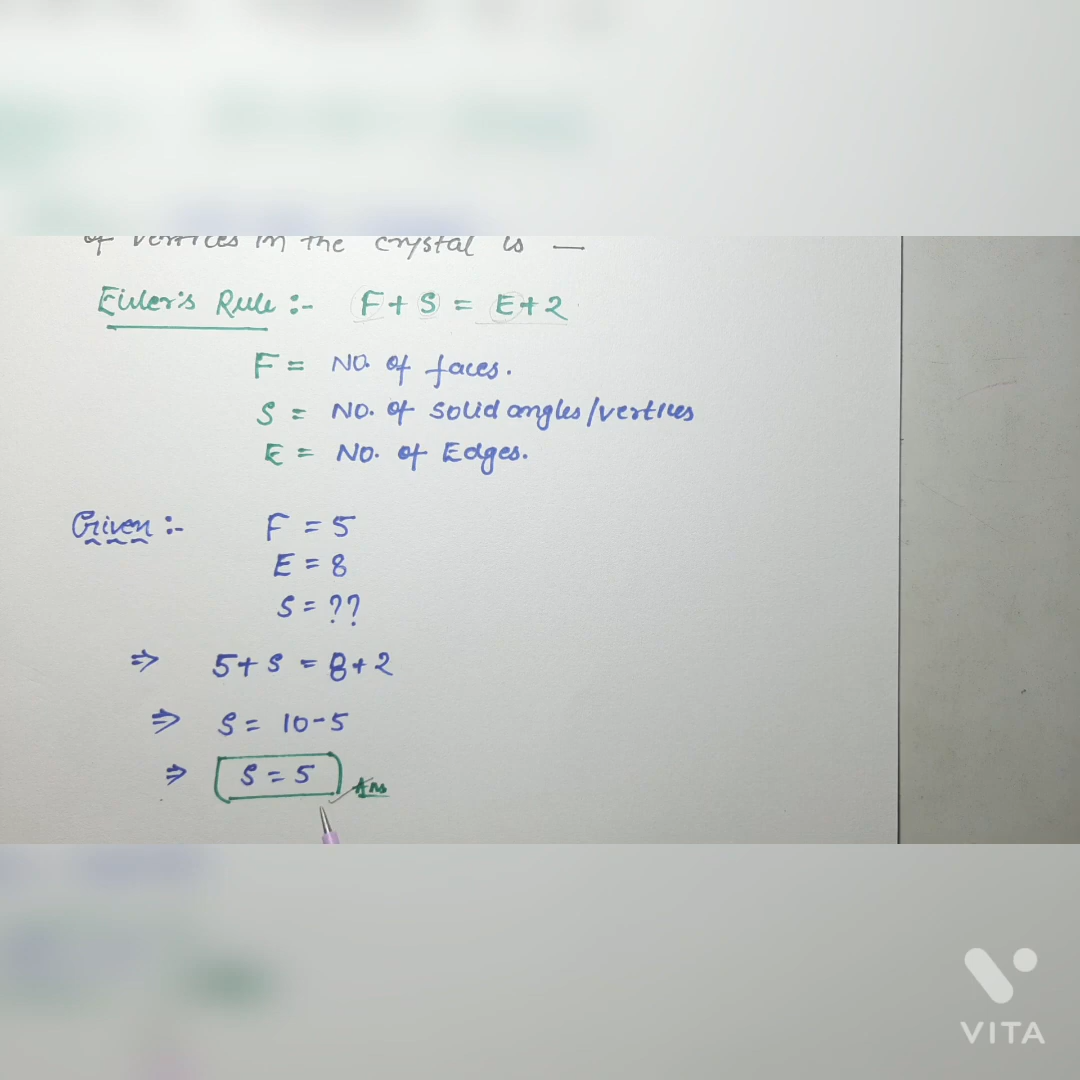 of vertices in the crystal is —
Euler's Rule :- F + S = E + 2
F = No. of faces.
S = No. of solid angles/vertices
E = No. of Edges.
Given :- F = 5
E = 8
S = ??
⇒ 5 + S = 8 + 2
⇒ S = 10 - 5
⇒ S = 5 Ans
VITA